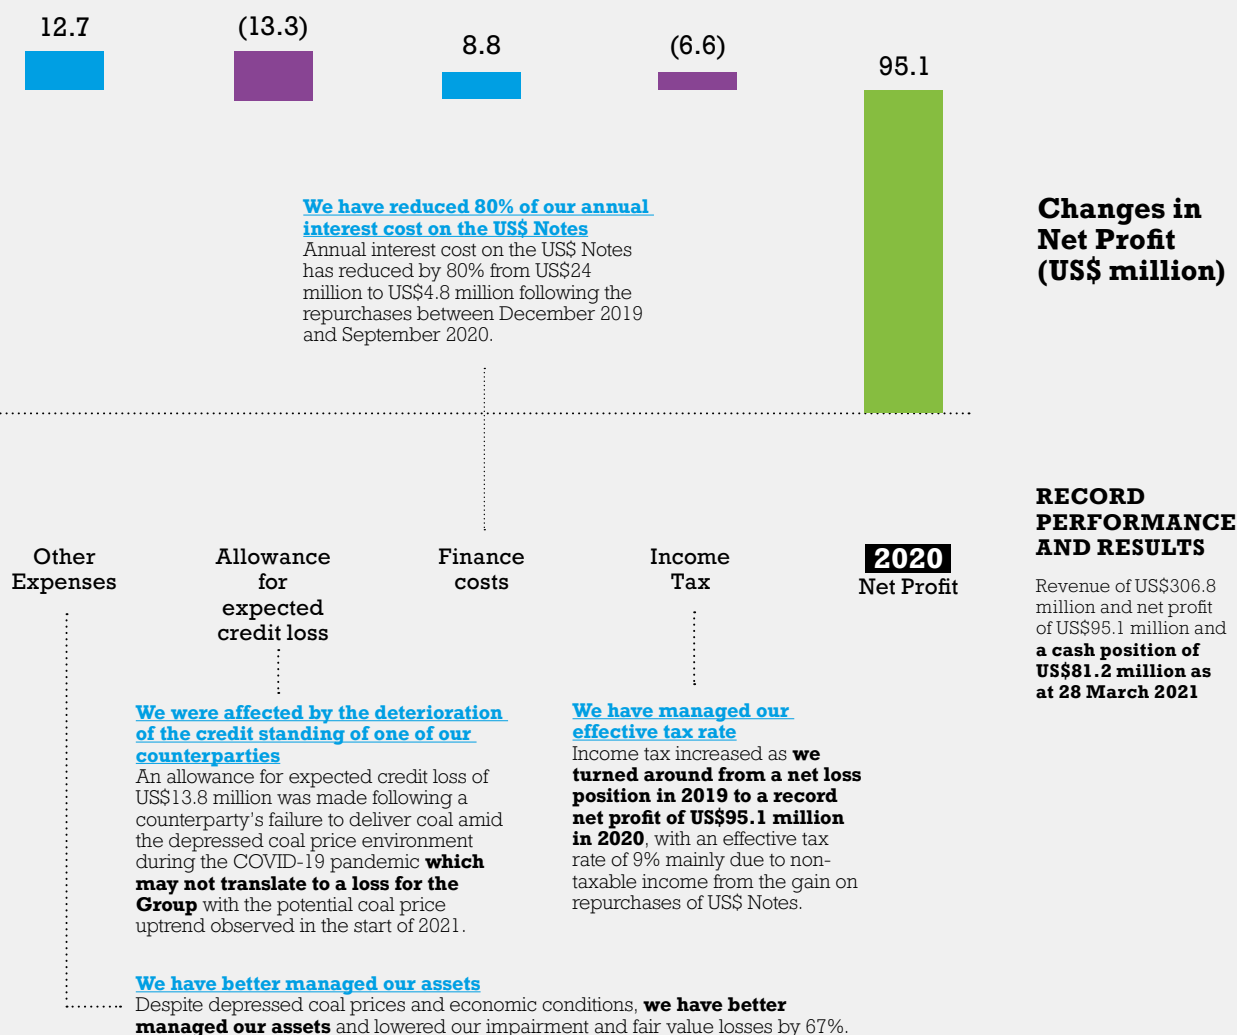 12.7
(13.3)
8.8
(6.6)
95.1
We have reduced 80% of our annual
interest cost on the US$ Notes
Annual interest cost on the US$ Notes
has reduced by 80% from US$24
million to US$4.8 million following the
repurchases between December 2019
and September 2020.
Changes in
Net Profit
(US$ million)
Other
Expenses
Allowance
for
expected
credit loss
Finance
costs
Income
Tax
2020
Net Profit
RECORD
PERFORMANCE
AND RESULTS
Revenue of US$306.8
million and net profit
of US$95.1 million and
a cash position of
US$81.2 million as
at 28 March 2021
We were affected by the deterioration
of the credit standing of one of our
counterparties
An allowance for expected credit loss of
US$13.8 million was made following a
counterparty's failure to deliver coal amid
the depressed coal price environment
during the COVID-19 pandemic which
may not translate to a loss for the
Group with the potential coal price
uptrend observed in the start of 2021.
We have managed our
effective tax rate
Income tax increased as we
turned around from a net loss
position in 2019 to a record
net profit of US$95.1 million
in 2020, with an effective tax
rate of 9% mainly due to non-
taxable income from the gain on
repurchases of US$ Notes.
We have better managed our assets
Despite depressed coal prices and economic conditions, we have better
managed our assets and lowered our impairment and fair value losses by 67%.